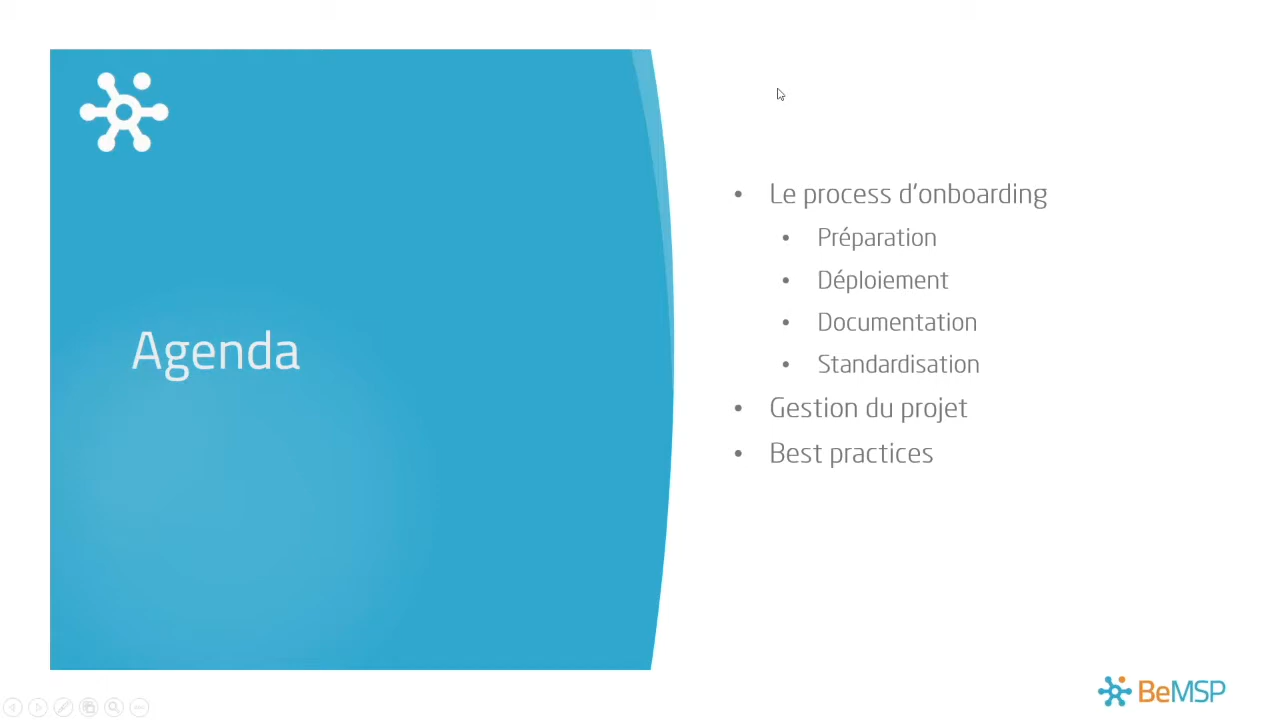 Agenda
• Le process d'onboarding
• Préparation
• Déploiement
• Documentation
• Standardisation
• Gestion du projet
• Best practices
BeMSP